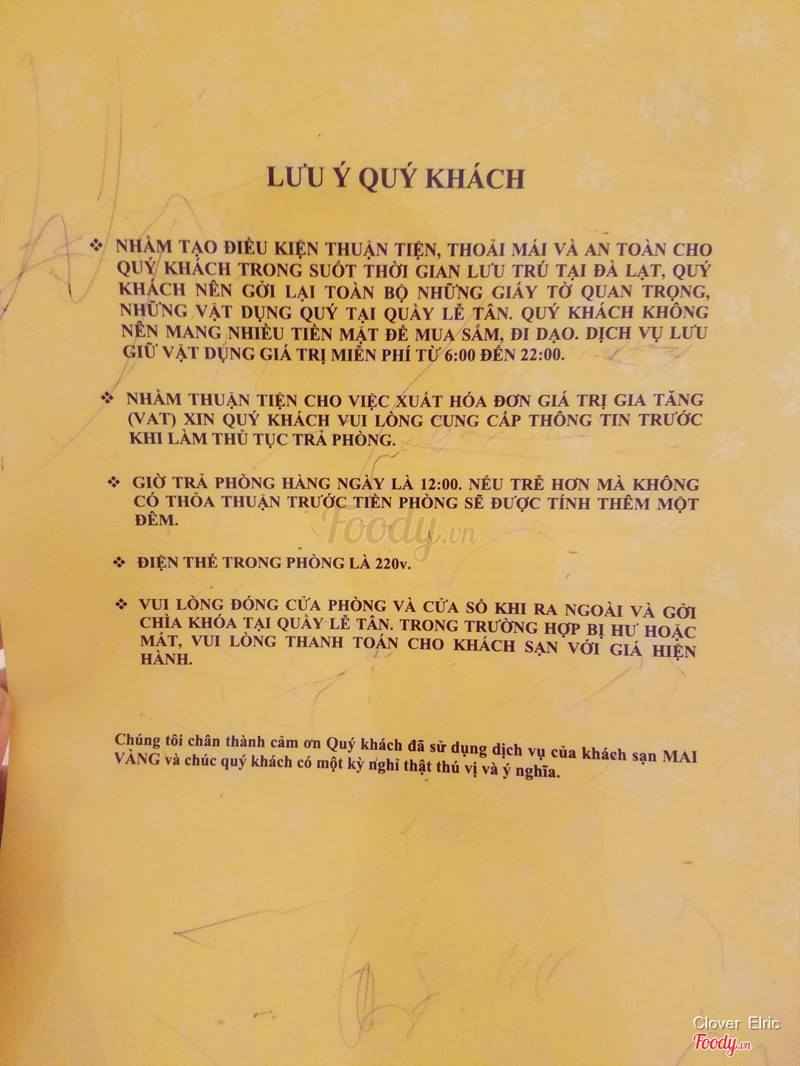 LƯU Ý QUÝ KHÁCH
❖ NHẰM TẠO ĐIỀU KIỆN THUẬN TIỆN, THOẢI MÁI VÀ AN TOÀN CHO
QUÝ KHÁCH TRONG SUỐT THỜI GIAN LƯU TRÚ TẠI ĐÀ LẠT, QUÝ
KHÁCH NÊN GỞI LẠI TOÀN BỘ NHỮNG GIẤY TỜ QUAN TRỌNG,
NHỮNG VẬT DỤNG QUÝ TẠI QUẦY LỄ TÂN. QUÝ KHÁCH KHÔNG
NÊN MANG NHIỀU TIỀN MẶT ĐỂ MUA SẮM, ĐI DẠO. DỊCH VỤ LƯU
GIỮ VẬT DỤNG GIÁ TRỊ MIỄN PHÍ TỪ 6:00 ĐẾN 22:00.
❖ NHẰM THUẬN TIỆN CHO VIỆC XUẤT HÓA ĐƠN GIÁ TRỊ GIA TĂNG
(VAT) XIN QUÝ KHÁCH VUI LÒNG CUNG CẤP THÔNG TIN TRƯỚC
KHI LÀM THỦ TỤC TRẢ PHÒNG.
❖ GIỜ TRẢ PHÒNG HÀNG NGÀY LÀ 12:00. NẾU TRỄ HƠN MÀ KHÔNG
CÓ THỎA THUẬN TRƯỚC TIỀN PHÒNG SẼ ĐƯỢC TÍNH THÊM MỘT
ĐÊM.
Foody.vn
❖ ĐIỆN THẾ TRONG PHÒNG LÀ 220v.
❖ VUI LÒNG ĐÓNG CỬA PHÒNG VÀ CỬA SỔ KHI RA NGOÀI VÀ GỞI
CHÌA KHÓA TẠI QUẦY LỄ TÂN. TRONG TRƯỜNG HỢP BỊ HƯ HOẶC
MẤT, VUI LÒNG THANH TOÁN CHO KHÁCH SẠN VỚI GIÁ HIỆN
HÀNH.
Chúng tôi chân thành cảm ơn Quý khách đã sử dụng dịch vụ của khách sạn MAI
VÀNG và chúc quý khách có một kỳ nghỉ thật thú vị và ý nghĩa.
Clover Elric
Foody.vn